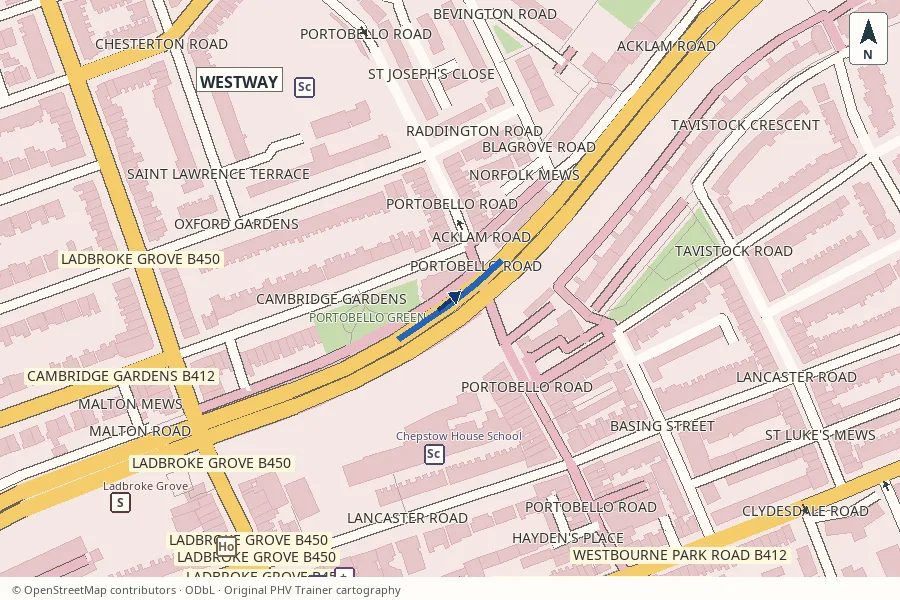 BEVINGTON ROAD
PORTOBELLO ROAD
CHESTERTON ROAD
ACKLAM ROAD
N
ST JOSEPH'S CLOSE
WESTWAY
Sc
TAVISTOCK CRESCENT
RADDINGTON ROAD
BLAGROVE ROAD
SAINT LAWRENCE TERRACE
NORFOLK MEWS
PORTOBELLO ROAD
OXFORD GARDENS
ACKLAM ROAD
TAVISTOCK ROAD
LADBROKE GROVE B450
PORTOBELLO ROAD
CAMBRIDGE GARDENS
PORTOBELLO GREEN
CAMBRIDGE GARDENS B412
LANCASTER ROAD
PORTOBELLO ROAD
MALTON MEWS
BASING STREET
MALTON ROAD
Chepstow House School
ST LUKE'S MEWS
Sc
LADBROKE GROVE B450
Ladbroke Grove
S
PORTOBELLO ROAD
CLYDESDALE ROAD
LANCASTER ROAD
HAYDEN'S PLACE
LADBROKE GROVE B450
Ho
LADBROKE GROVE B450
WESTBOURNE PARK ROAD B412
LADBROKE GROVE B450
© OpenStreetMap contributors · ODbL · Original PHV Trainer cartography